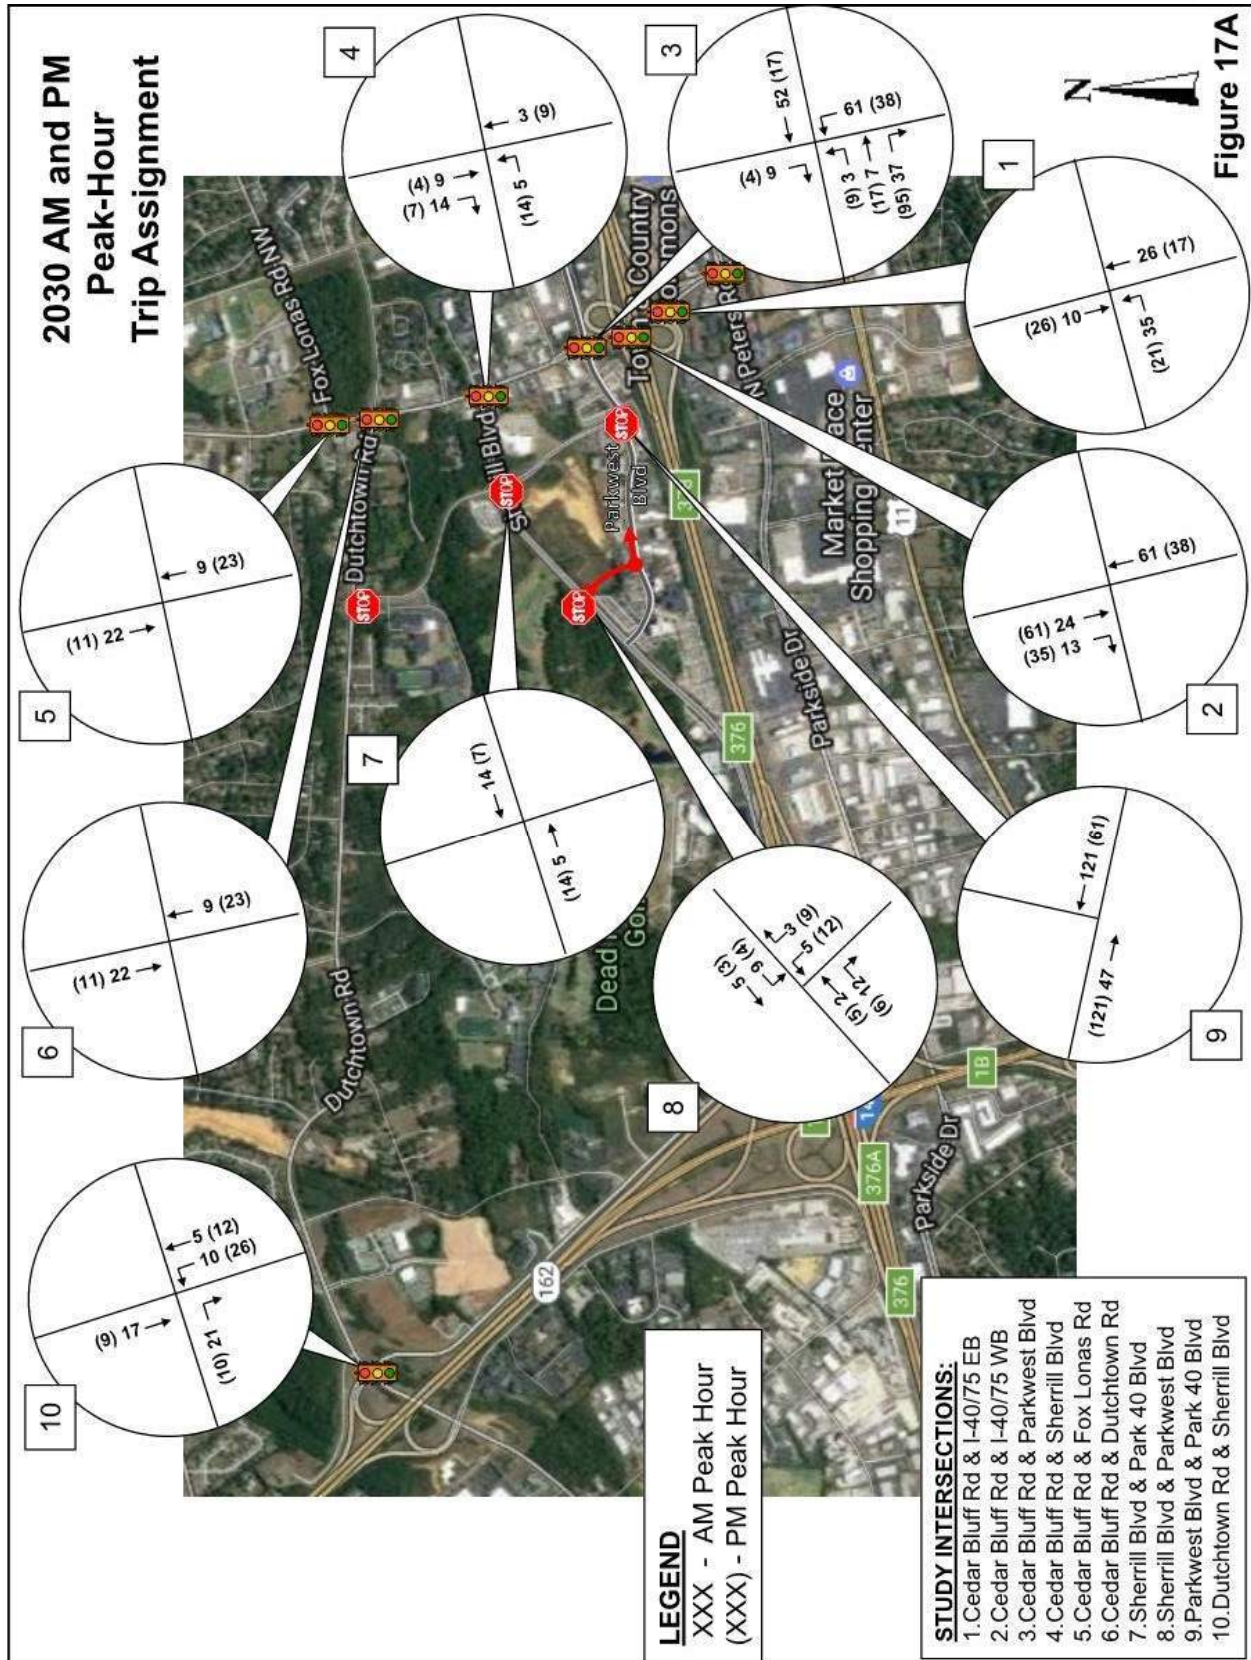 2030 AM and PM
Peak-Hour
Trip Assignment
4
(4) 9
(7) 14
3 (9)
(14) 5
3
52 (17)
(4) 9
61 (38)
(9) 3
(17) 7
(95) 37
1
26 (17)
(26) 10
(21) 35
2
61 (38)
(61) 24
(35) 13
5
9 (23)
(11) 22
6
9 (23)
(11) 22
7
14 (7)
(14) 5
8
5 (3)
9 (4)
3 (9)
5 (12)
(5) 2
(6) 12
9
121 (61)
(121) 47
10
5 (12)
10 (26)
(9) 17
(10) 21
Fox Lonas Rd NW
Dutchtown Rd
Dutchtown Rd
STOP
STOP
STOP
STOP
Parkwest
Blvd
Country
N Peters
Market
Shopping Center
11
Parkside Dr
Parkside Dr
376
376
376A
1B
162
Dead
N
Figure 17A
LEGEND
XXX - AM Peak Hour
(XXX) - PM Peak Hour
STUDY INTERSECTIONS:
1.Cedar Bluff Rd & I-40/75 EB
2.Cedar Bluff Rd & I-40/75 WB
3.Cedar Bluff Rd & Parkwest Blvd
4.Cedar Bluff Rd & Sherrill Blvd
5.Cedar Bluff Rd & Fox Lonas Rd
6.Cedar Bluff Rd & Dutchtown Rd
7.Sherrill Blvd & Park 40 Blvd
8.Sherrill Blvd & Parkwest Blvd
9.Parkwest Blvd & Park 40 Blvd
10.Dutchtown Rd & Sherrill Blvd